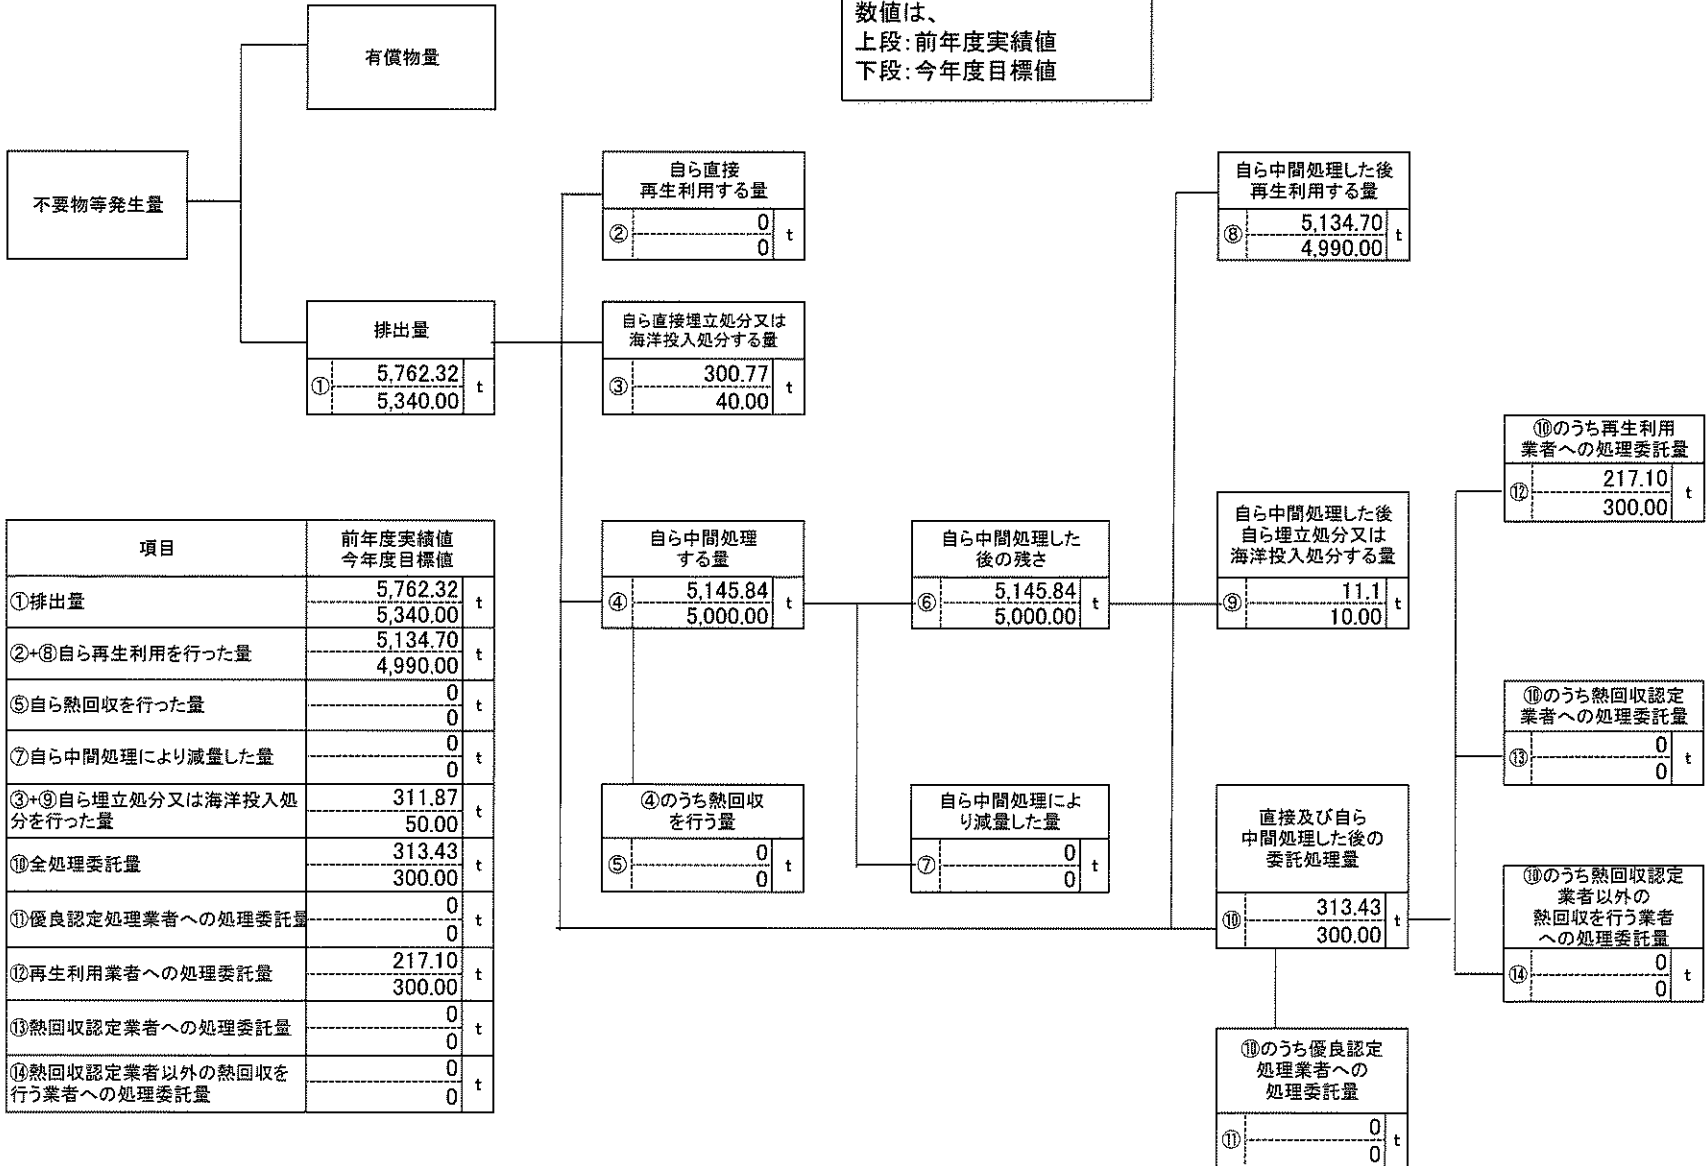 数値は、
上段:前年度実績値
下段:今年度目標値
有償物量
不要物等発生量
排出量
① 5,762.32 t
5,340.00
自ら直接
再生利用する量
② 0 t
0
自ら直接埋立処分又は
海洋投入処分する量
③ 300.77 t
40.00
自ら中間処理
する量
④ 5,145.84 t
5,000.00
④のうち熱回収
を行う量
⑤ 0 t
0
自ら中間処理した
後の残さ
⑥ 5,145.84 t
5,000.00
自ら中間処理によ
り減量した量
⑦ 0 t
0
自ら中間処理した後
再生利用する量
⑧ 5,134.70 t
4,990.00
自ら中間処理した後
自ら埋立処分又は
海洋投入処分する量
⑨ 11.1 t
10.00
直接及び自ら
中間処理した後の
委託処理量
⑩ 313.43 t
300.00
⑩のうち優良認定
処理業者への
処理委託量
⑪ 0 t
0
⑩のうち再生利用
業者への処理委託量
⑫ 217.10 t
300.00
⑩のうち熱回収認定
業者への処理委託量
⑬ 0 t
0
⑩のうち熱回収認定
業者以外の
熱回収を行う業者
への処理委託量
⑭ 0 t
0
項目 前年度実績値
今年度目標値
①排出量 5,762.32 t
5,340.00
②+⑧自ら再生利用を行った量 5,134.70 t
4,990.00
⑤自ら熱回収を行った量 0 t
0
⑦自ら中間処理により減量した量 0 t
0
③+⑨自ら埋立処分又は海洋投入処 311.87 t
分を行った量 50.00
⑩全処理委託量 313.43 t
300.00
⑪優良認定処理業者への処理委託量 0 t
0
⑫再生利用業者への処理委託量 217.10 t
300.00
⑬熱回収認定業者への処理委託量 0 t
0
⑭熱回収認定業者以外の熱回収を 0 t
行う業者への処理委託量 0